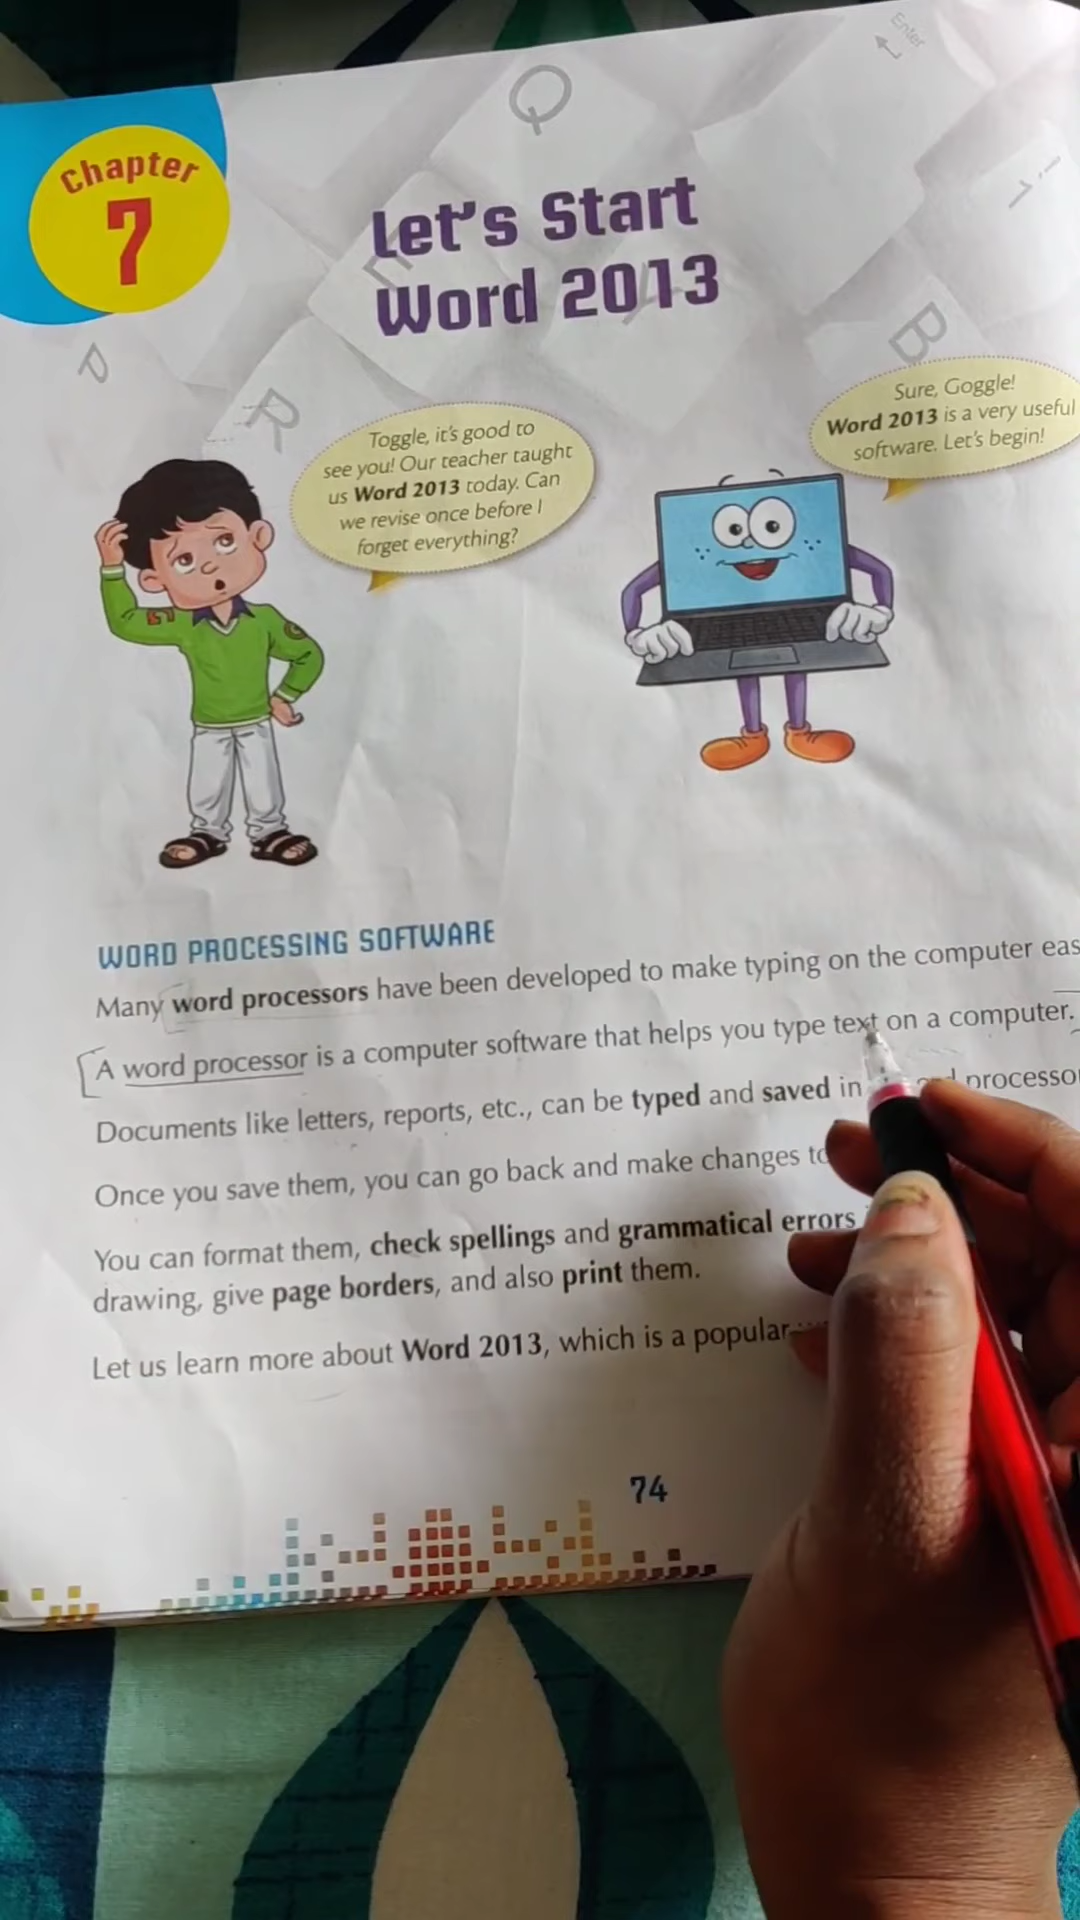 Enter
Q
Chapter
7
Let's Start
Word 2013
P
R
B
Toggle, it's good to
see you! Our teacher taught
us Word 2013 today. Can
we revise once before I
forget everything?
Sure, Goggle!
Word 2013 is a very useful
software. Let's begin!
WORD PROCESSING SOFTWARE
Many word processors have been developed to make typing on the computer eas
A word processor is a computer software that helps you type text on a computer.
Documents like letters, reports, etc., can be typed and saved in processo
Once you save them, you can go back and make changes
You can format them, check spellings and grammatical errors
drawing, give page borders, and also print them.
Let us learn more about Word 2013, which is a popular
74